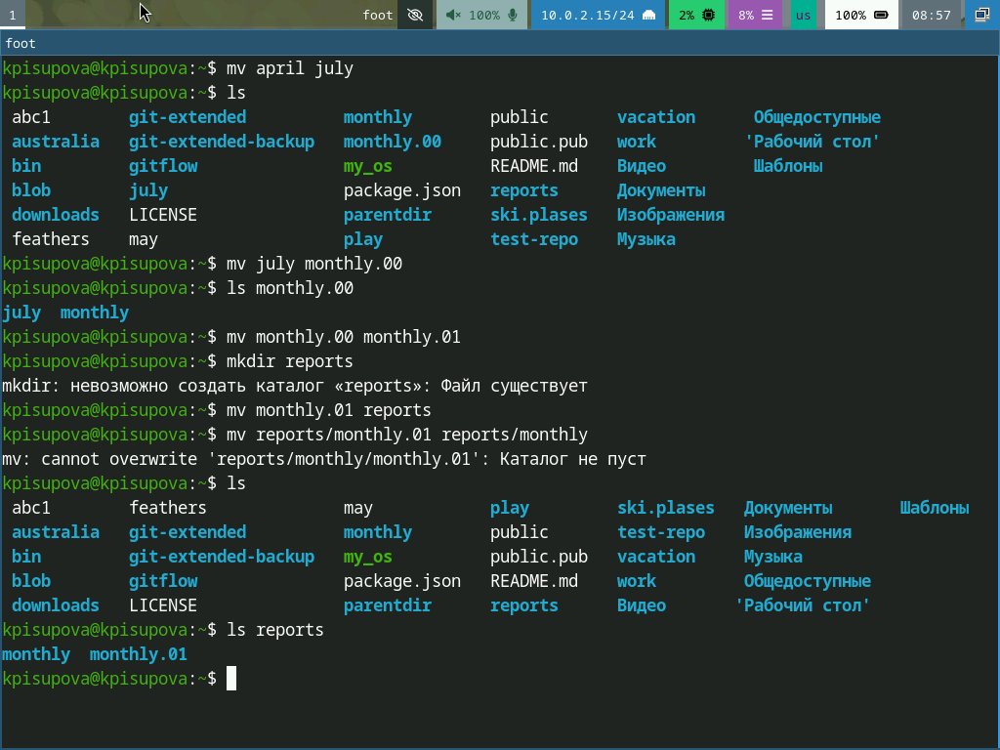 1 foot 100% 10.0.2.15/24 2% 8% us 100% 08:57
foot
kpisupova@kpisupova:~$ mv april july
kpisupova@kpisupova:~$ ls
abc1 git-extended monthly public vacation Общедоступные
australia git-extended-backup monthly.00 public.pub work 'Рабочий стол'
bin gitflow my_os README.md Видео Шаблоны
blob july package.json reports Документы
downloads LICENSE parentdir ski.plases Изображения
feathers may play test-repo Музыка
kpisupova@kpisupova:~$ mv july monthly.00
kpisupova@kpisupova:~$ ls monthly.00
july monthly
kpisupova@kpisupova:~$ mv monthly.00 monthly.01
kpisupova@kpisupova:~$ mkdir reports
mkdir: невозможно создать каталог «reports»: Файл существует
kpisupova@kpisupova:~$ mv monthly.01 reports
kpisupova@kpisupova:~$ mv reports/monthly.01 reports/monthly
mv: cannot overwrite 'reports/monthly/monthly.01': Каталог не пуст
kpisupova@kpisupova:~$ ls
abc1 feathers may play ski.plases Документы Шаблоны
australia git-extended monthly public test-repo Изображения
bin git-extended-backup my_os public.pub vacation Музыка
blob gitflow package.json README.md work Общедоступные
downloads LICENSE parentdir reports Видео 'Рабочий стол'
kpisupova@kpisupova:~$ ls reports
monthly monthly.01
kpisupova@kpisupova:~$